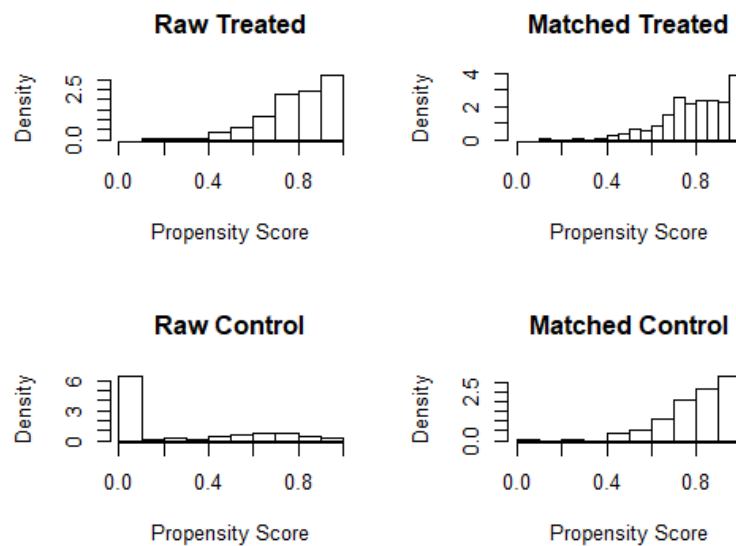 Raw Treated
Density
0.0
2.5
0.0 0.4 0.8
Propensity Score
Matched Treated
Density
0
2
4
0.0 0.4 0.8
Propensity Score
Raw Control
Density
0
3
6
0.0 0.4 0.8
Propensity Score
Matched Control
Density
0.0
2.5
0.0 0.4 0.8
Propensity Score